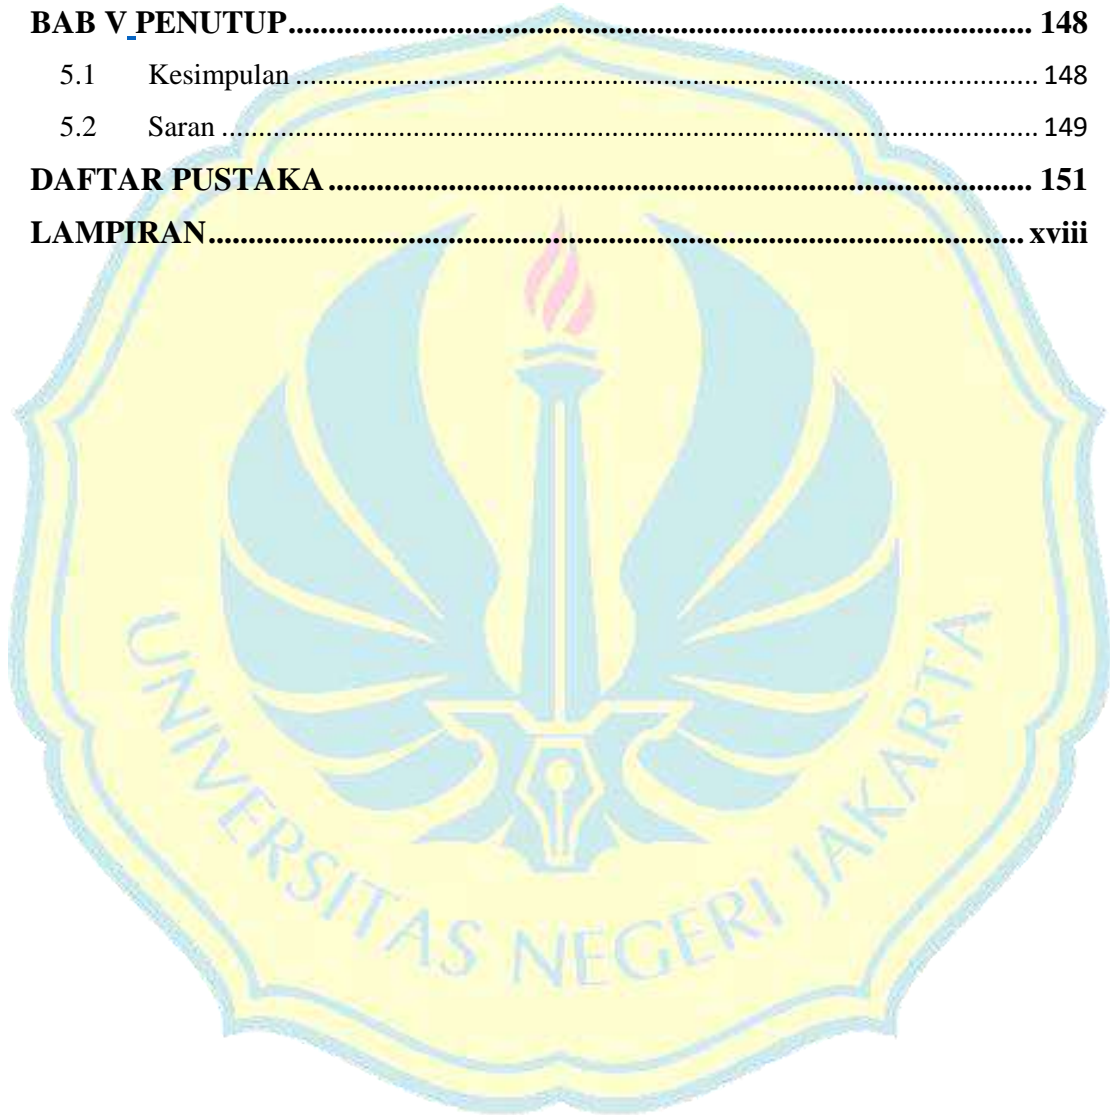 BAB V PENUTUP........................................................................................................ 148
5.1 Kesimpulan ........................................................................................................ 148
5.2 Saran ........................................................................................................ 149
DAFTAR PUSTAKA........................................................................................................ 151
LAMPIRAN........................................................................................................ xviii
UNIVERSITAS NEGERI JAKARTA